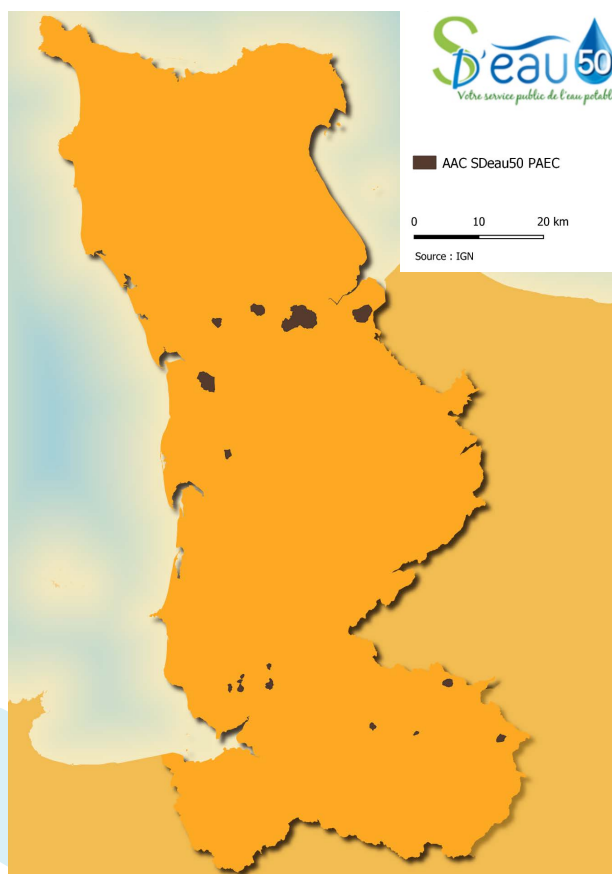 SD'eau50
Votre service public de l'eau potabl
AAC SDeau50 PAEC
0 10 20 km
Source : IGN